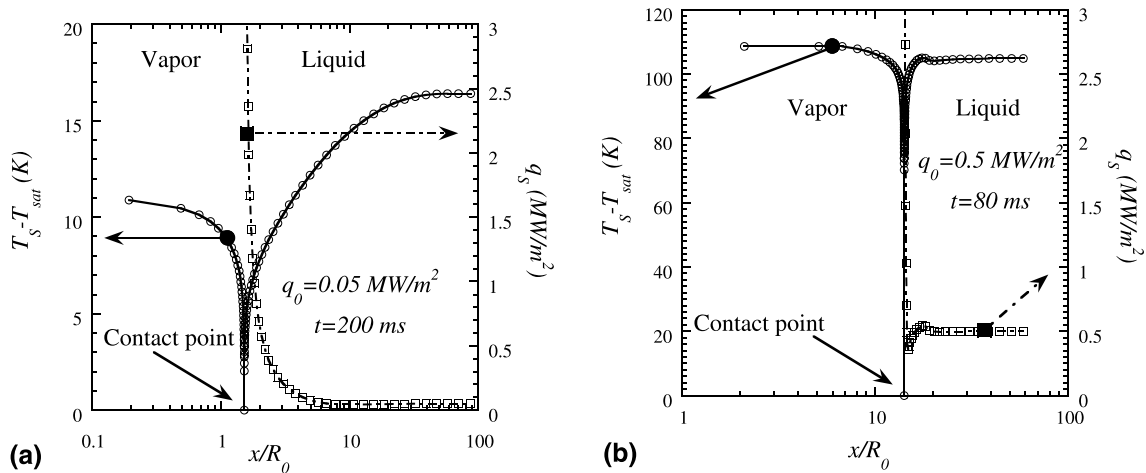 20
15
10
5
0
T_S-T_sat (K)
Vapor
Liquid
q_0=0.05 MW/m^2
t=200 ms
Contact point
3
2.5
2
1.5
1
0.5
0
q_S (MW/m^2)
0.1
1
10
100
x/R_0
(a)
120
100
80
60
40
20
0
T_S-T_sat (K)
Vapor
Liquid
q_0=0.5 MW/m^2
t=80 ms
Contact point
3
2.5
2
1.5
1
0.5
0
q_S (MW/m^2)
1
10
100
x/R_0
(b)